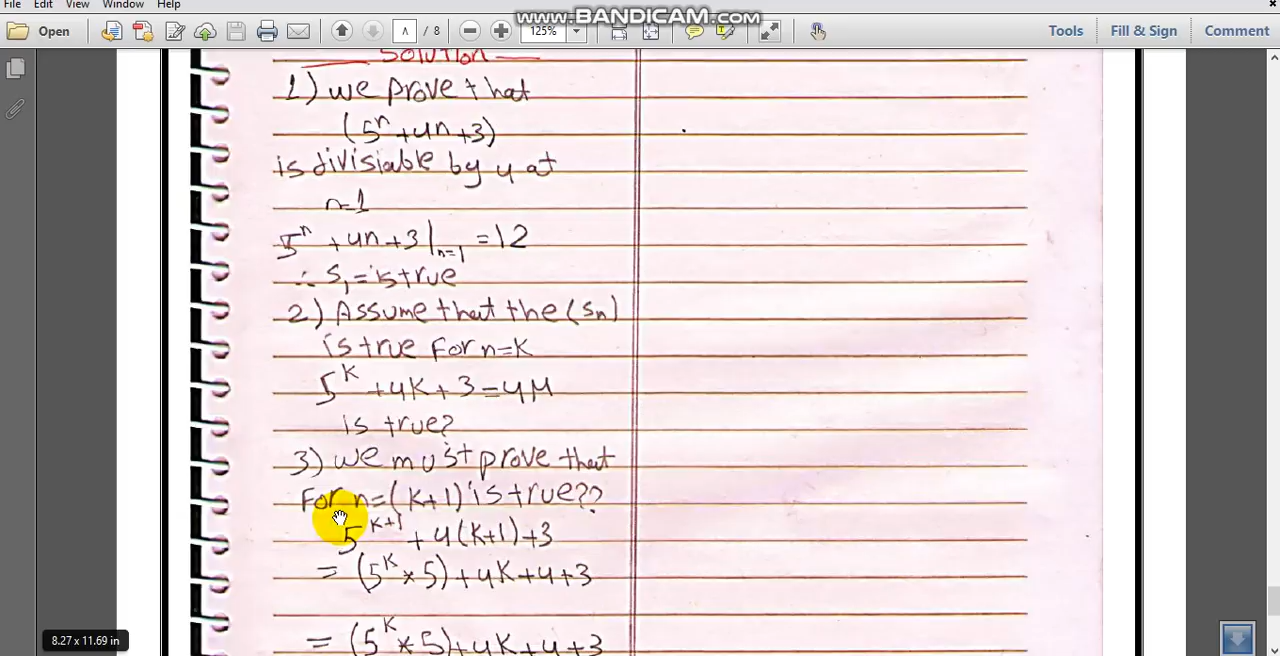 File Edit View Window Help
www.BANDICAM.com
Open
/ 8
125%
Tools
Fill & Sign
Comment
SOLUTION
1) we prove that
(5ⁿ+4n+3)
is divisiable by 4 at
n=1
5ⁿ+4n+3|ₙ₌₁ =12
∴ S₁ = is true
2) Assume that the (Sn)
is true For n=K
5^K +4K+3=4M
is true?
3) we must prove that
For n=(K+1) is true??
5^(K+1) +4(K+1)+3
= (5^K * 5)+4K+4+3
= (5^K * 5)+4K+4+3
8.27 x 11.69 in